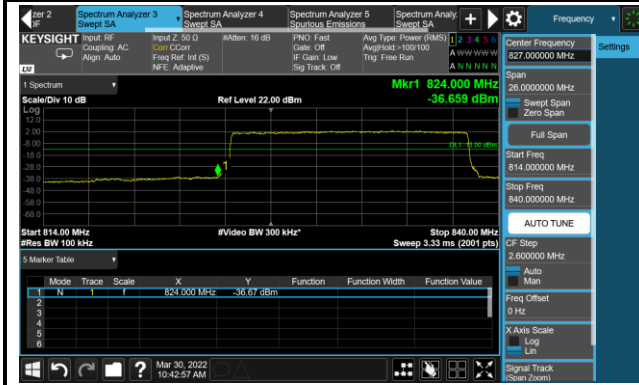 zer 2
Spectrum Analyzer 3
Swept SA
Spectrum Analyzer 4
Swept SA
Spectrum Analyzer 5
Spurious Emissions
Spectrum Analy
Swept SA
Frequency
KEYSIGHT
Input: RF
Coupling: AC
Align: Auto
Input Z: 50 Ω
Corr CCorr
Freq Ref: Int (S)
NFE: Adaptive
#Atten: 16 dB
PNO: Fast
Gate: Off
IF Gain: Low
Sig Track: Off
Avg Type: Power (RMS)
Avg|Hold:>100/100
Trig: Free Run
1 2 3 4 5 6
A W W W W W
A N N N N N
LXI
1 Spectrum
Scale/Div 10 dB
Ref Level 22.00 dBm
Mkr1 824.000 MHz
-36.659 dBm
Log
12.0
2.00
-8.00
-18.0
-28.0
-38.0
-48.0
-58.0
-68.0
1
Start 814.00 MHz
#Video BW 300 kHz*
Stop 840.00 MHz
#Res BW 100 kHz
Sweep 3.33 ms (2001 pts)
5 Marker Table
Mode Trace Scale X Y Function Function Width Function Value
1 N 1 f 824.000 MHz -36.67 dBm
2
3
4
5
6
Mar 30, 2022
10:42:57 AM
Center Frequency
827.000000 MHz
Settings
Span
26.0000000 MHz
Swept Span
Zero Span
Full Span
Start Freq
814.000000 MHz
Stop Freq
840.000000 MHz
AUTO TUNE
CF Step
2.600000 MHz
Auto
Man
Freq Offset
0 Hz
X Axis Scale
Log
Lin
Signal Track
(Span Zoom)